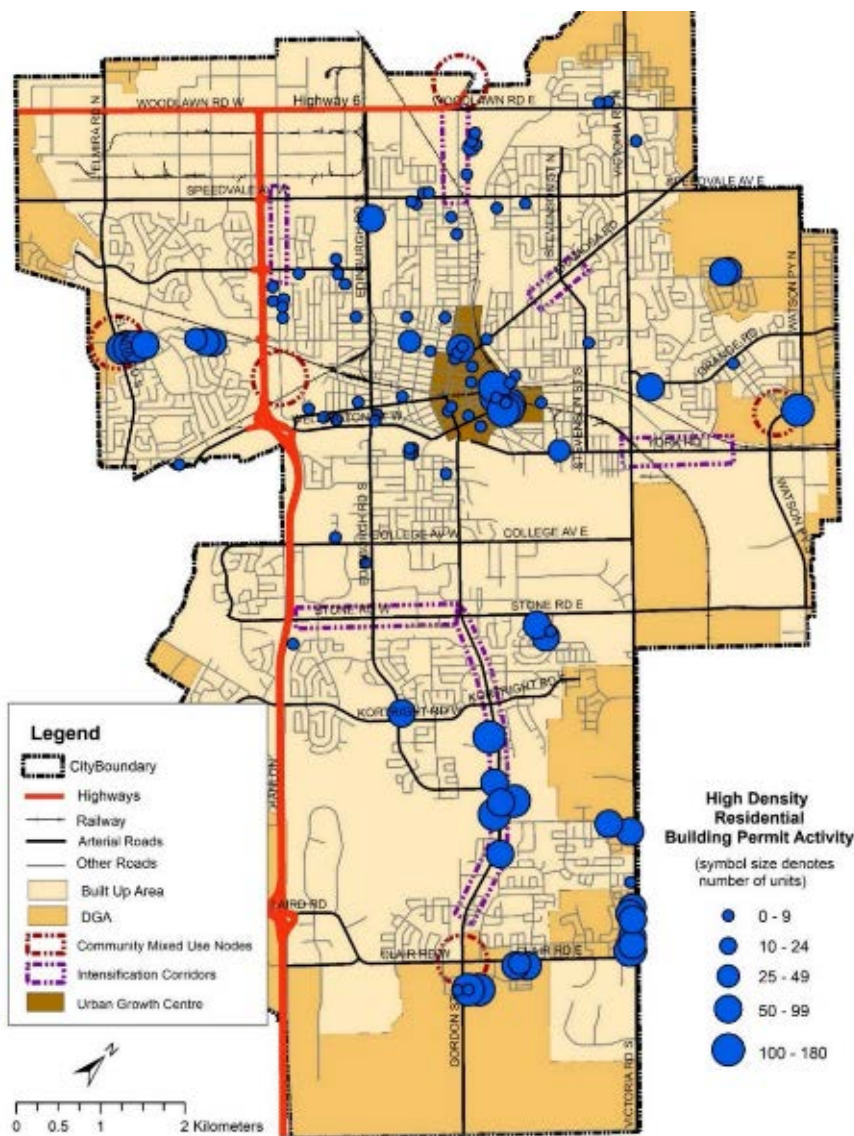 WOODLAWN RD W
Highway 6
WOODLAWN RD E
ELMIRA RD N
VICTORIA RD N
SPEEDVALE AV W
SPEEDVALE AV E
STEVENSON ST N
EDINBURGH
WATSON PY N
GRANGE RD
STEVENSON ST S
YORK RD
WATSON P
EDINBURGH RD S
COLLEGE AV W
COLLEGE AV E
STONE RD W
STONE RD E
KORTRIGHT RD W
KORTRIGHT RD
LAIRD RD
CLAIR RD W
CLAIR RD E
GORDON ST
VICTORIA RD S
Legend
CityBoundary
Highways
Railway
Arterial Roads
Other Roads
Built Up Area
DGA
Community Mixed Use Nodes
Intensification Corridors
Urban Growth Centre
0 0.5 1 2 Kilometers
High Density
Residential
Building Permit Activity
(symbol size denotes
number of units)
0 - 9
10 - 24
25 - 49
50 - 99
100 - 180